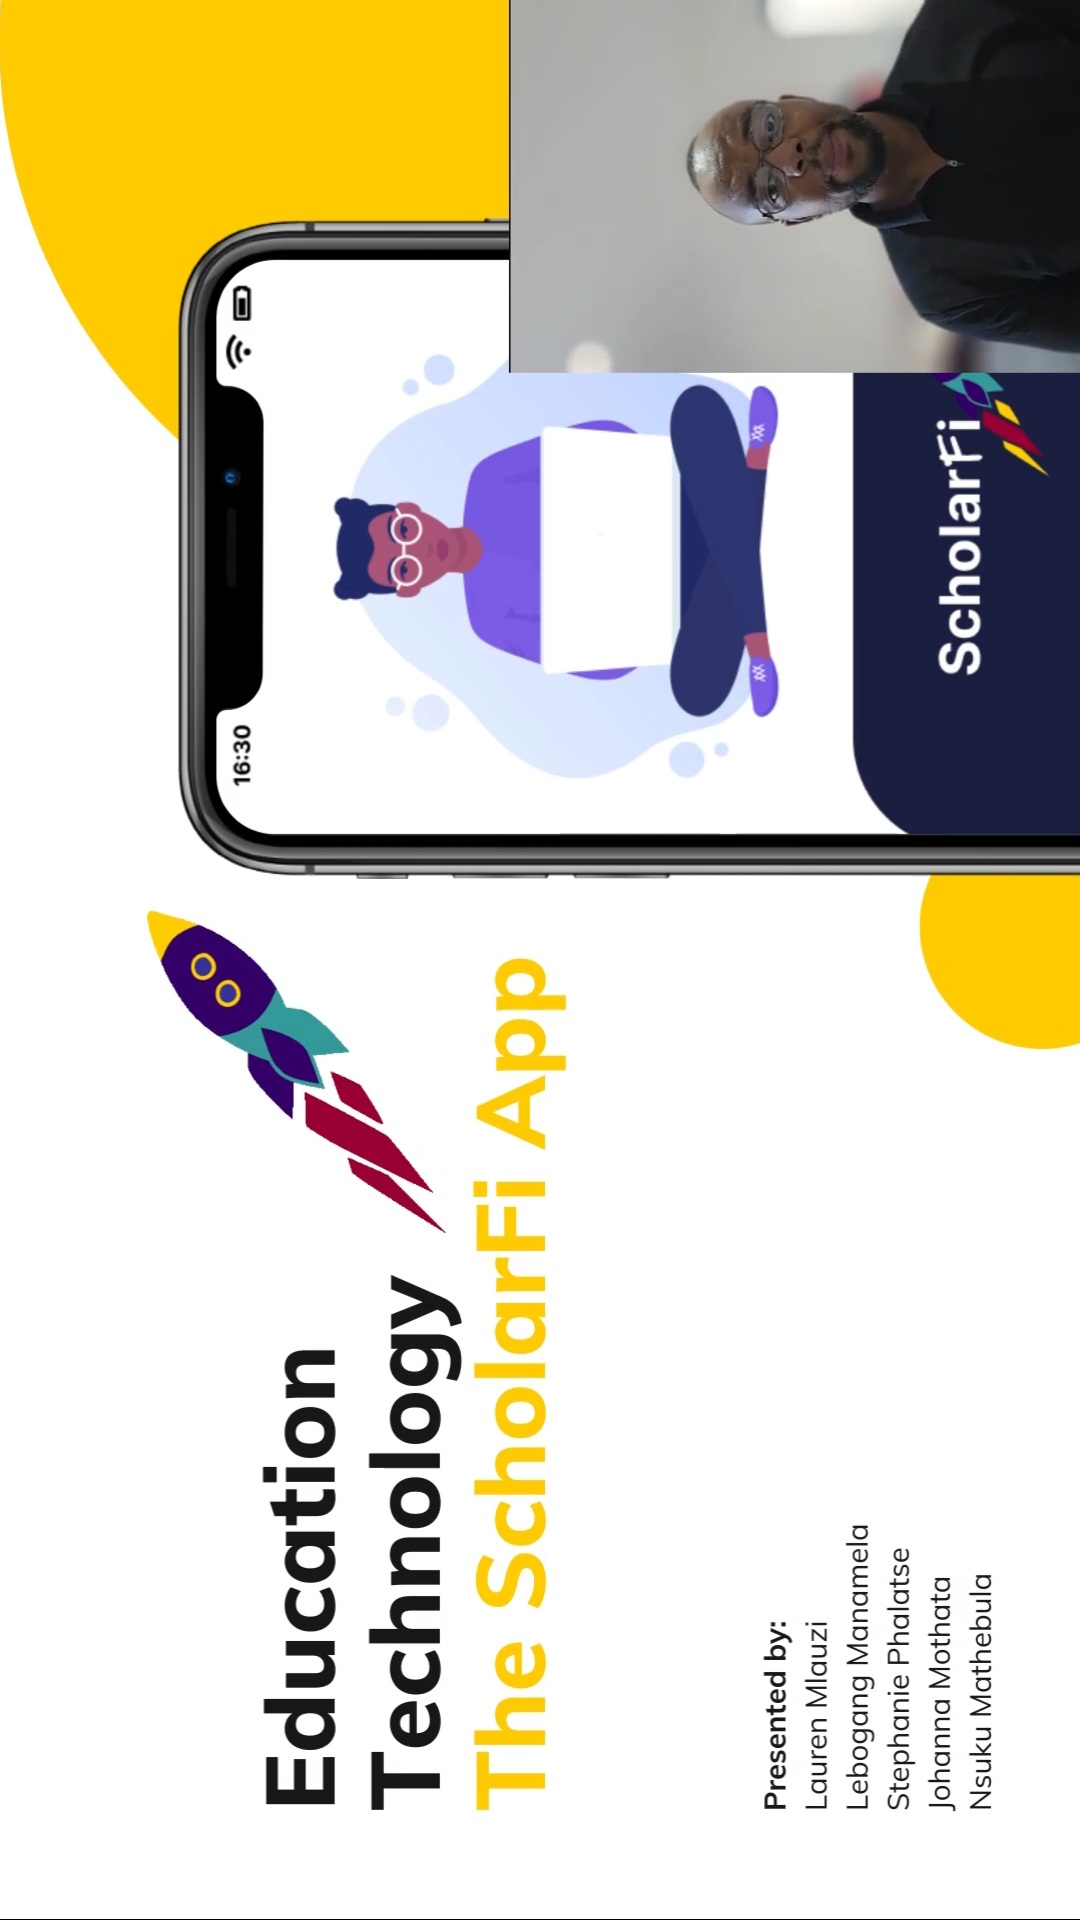 Education
Technology
The ScholarFi App
Presented by:
Lauren Mlauzi
Lebogang Manamela
Stephanie Phalatse
Johanna Mothata
Nsuku Mathebula
16:30
ScholarFi